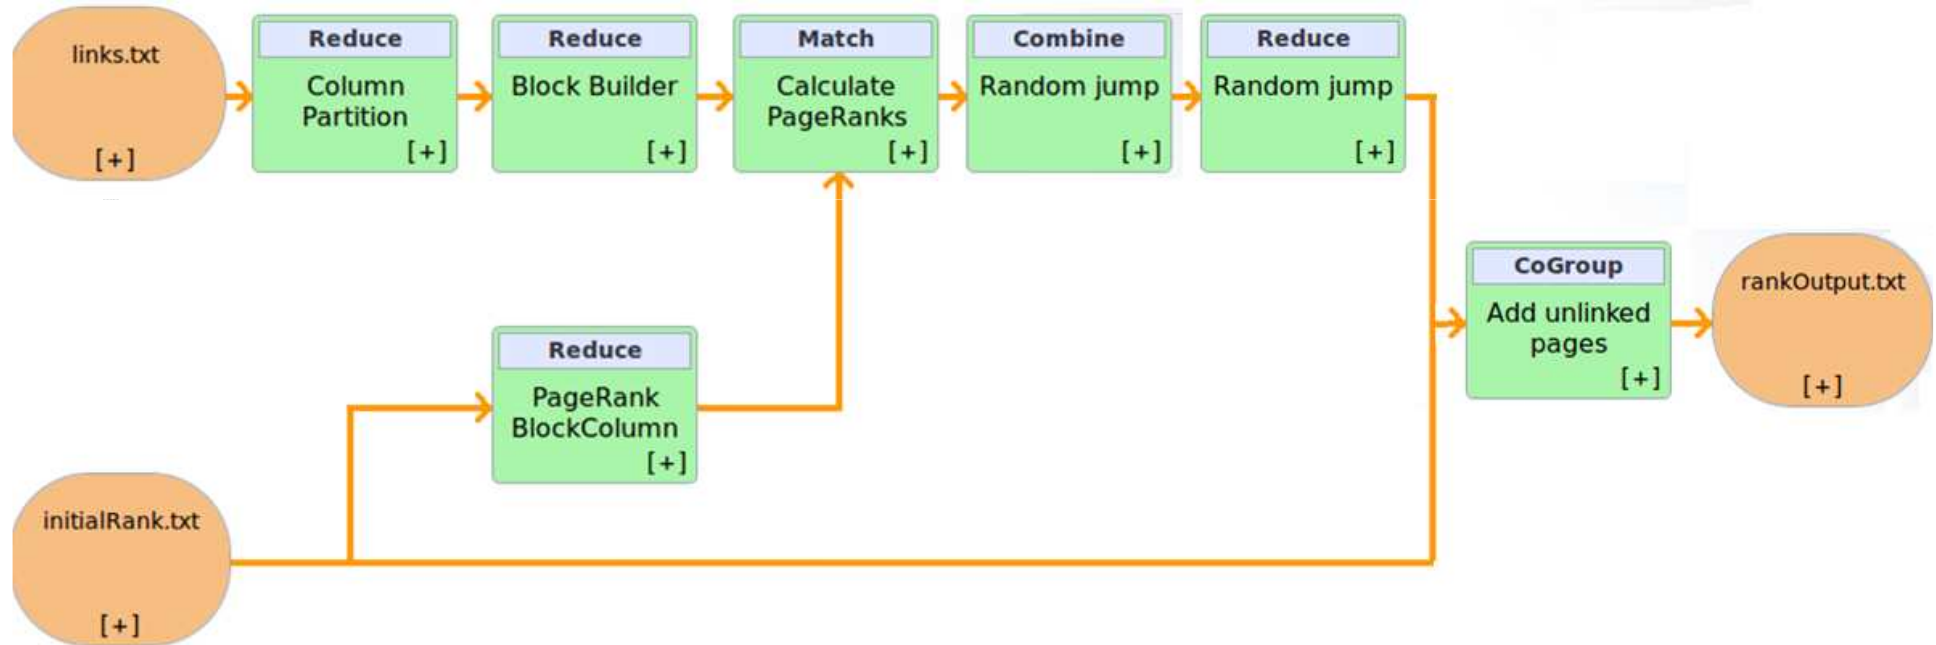 links.txt
[+]
Reduce
Column
Partition
[+]
Reduce
Block Builder
[+]
Match
Calculate
PageRanks
[+]
Combine
Random jump
[+]
Reduce
Random jump
[+]
CoGroup
Add unlinked
pages
[+]
rankOutput.txt
[+]
Reduce
PageRank
BlockColumn
[+]
initialRank.txt
[+]